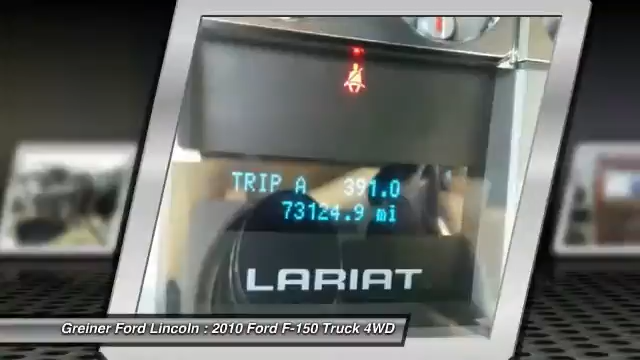 TRIP A 391.0
73124.9 mi
LARIAT
Greiner Ford Lincoln : 2010 Ford F-150 Truck 4WD